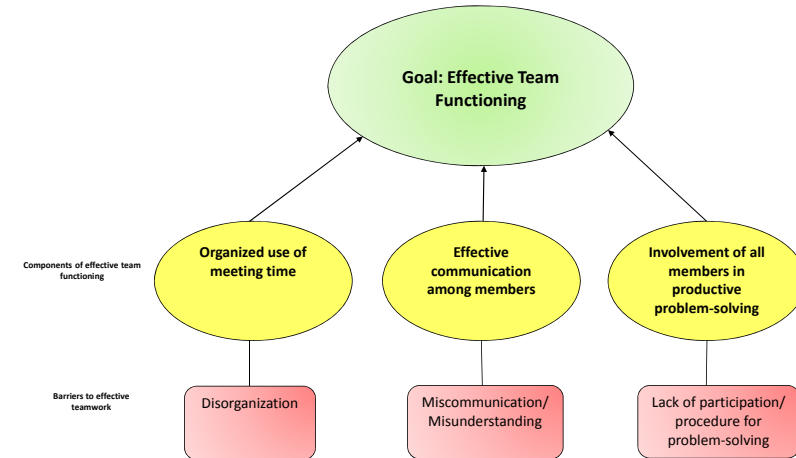 Goal: Effective Team
Functioning
Components of effective team
functioning
Organized use of
meeting time
Effective
communication
among members
Involvement of all
members in
productive
problem-solving
Barriers to effective
teamwork
Disorganization
Miscommunication/
Misunderstanding
Lack of participation/
procedure for
problem-solving